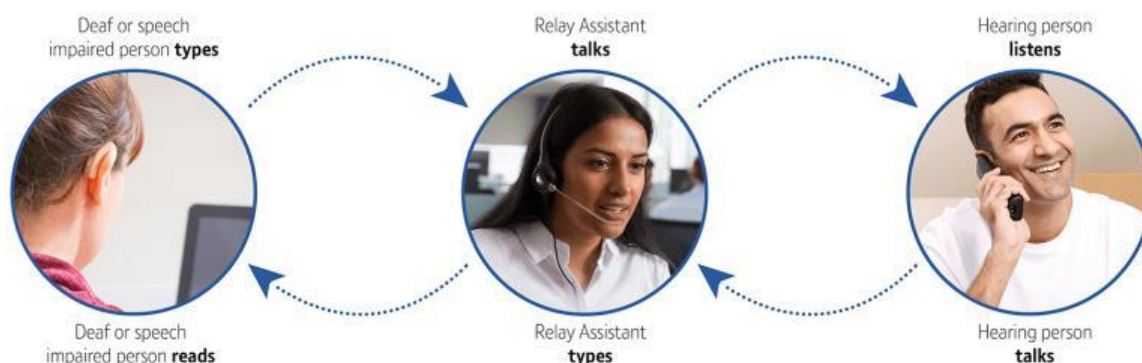 Deaf or speech
impaired person types
Relay Assistant
talks
Hearing person
listens
Deaf or speech
impaired person reads
Relay Assistant
types
Hearing person
talks